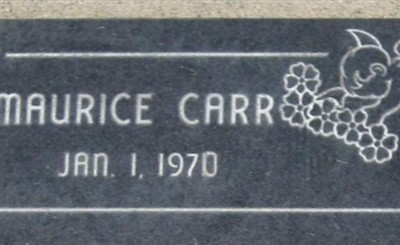 MAURICE CARR
JAN. 1, 1970